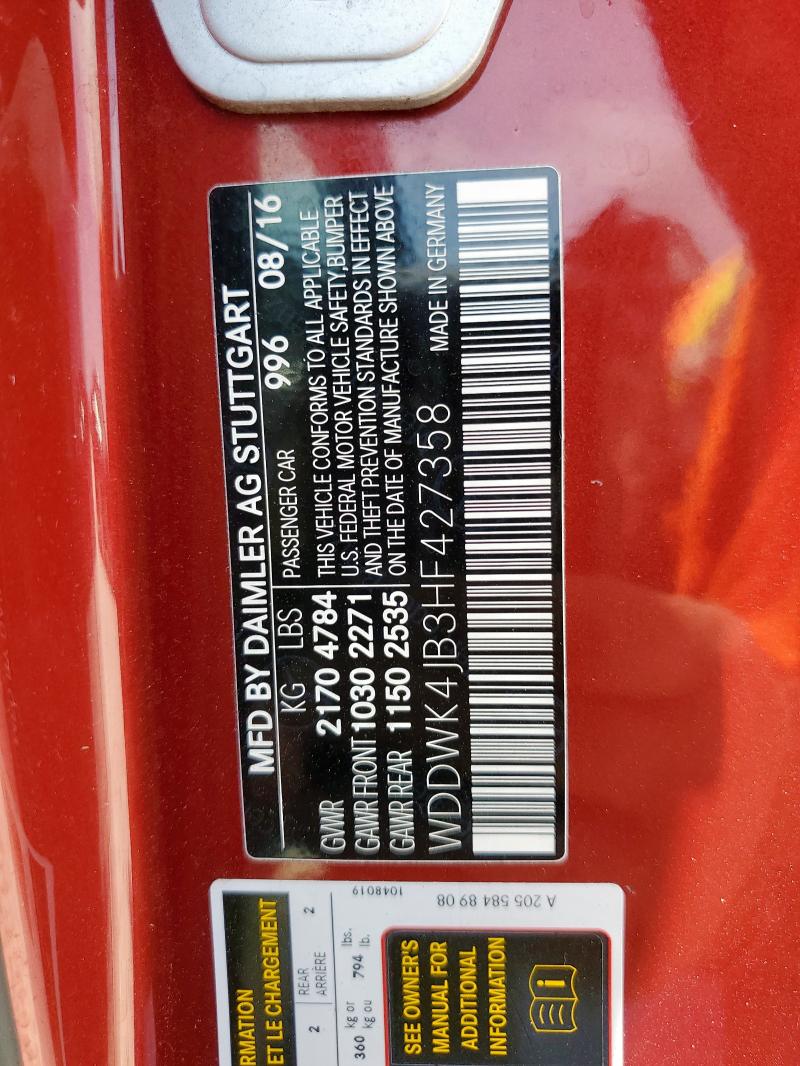 MFD BY DAIMLER AG STUTTGART
KG LBS PASSENGER CAR 996 08/16
GVWR 2170 4784 THIS VEHICLE CONFORMS TO ALL APPLICABLE
U.S. FEDERAL MOTOR VEHICLE SAFETY,BUMPER
GAWR FRONT 1030 2271 AND THEFT PREVENTION STANDARDS IN EFFECT
GAWR REAR 1150 2535 ON THE DATE OF MANUFACTURE SHOWN ABOVE
WDDWK4JB3HF427358 MADE IN GERMANY
RMATION
ET LE CHARGEMENT
2 REAR 2
ARRIÈRE
360 kg or 794 lbs.
kg ou lb.
SEE OWNER'S
MANUAL FOR
ADDITIONAL
INFORMATION
1048019
A 205 584 89 08